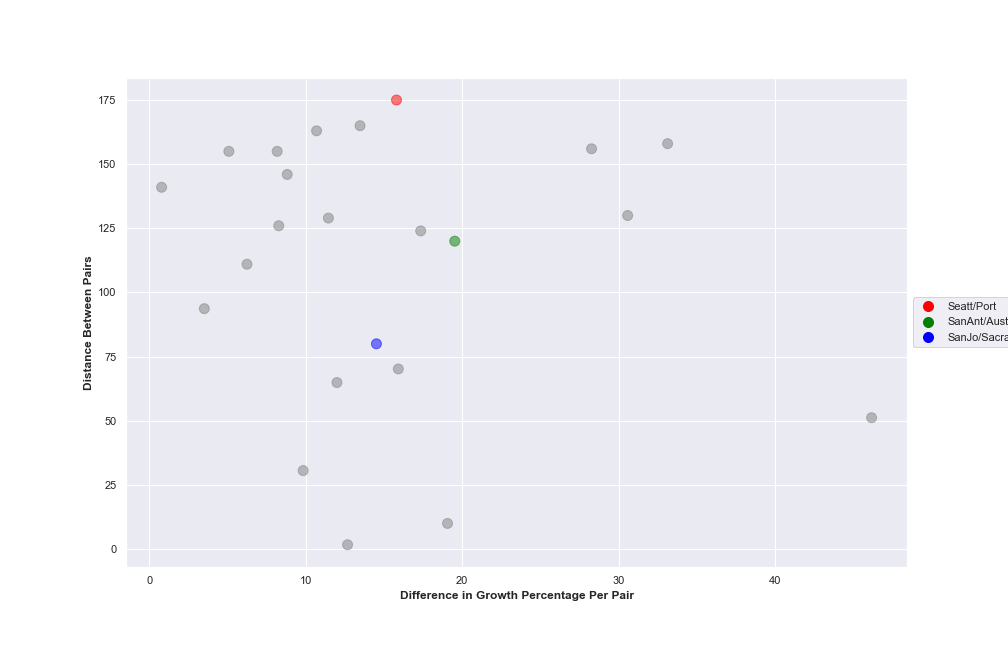 175
150
125
100
75
50
25
0
Distance Between Pairs
0 10 20 30 40
Difference in Growth Percentage Per Pair
Seatt/Port
SanAnt/Aust
SanJo/Sacra